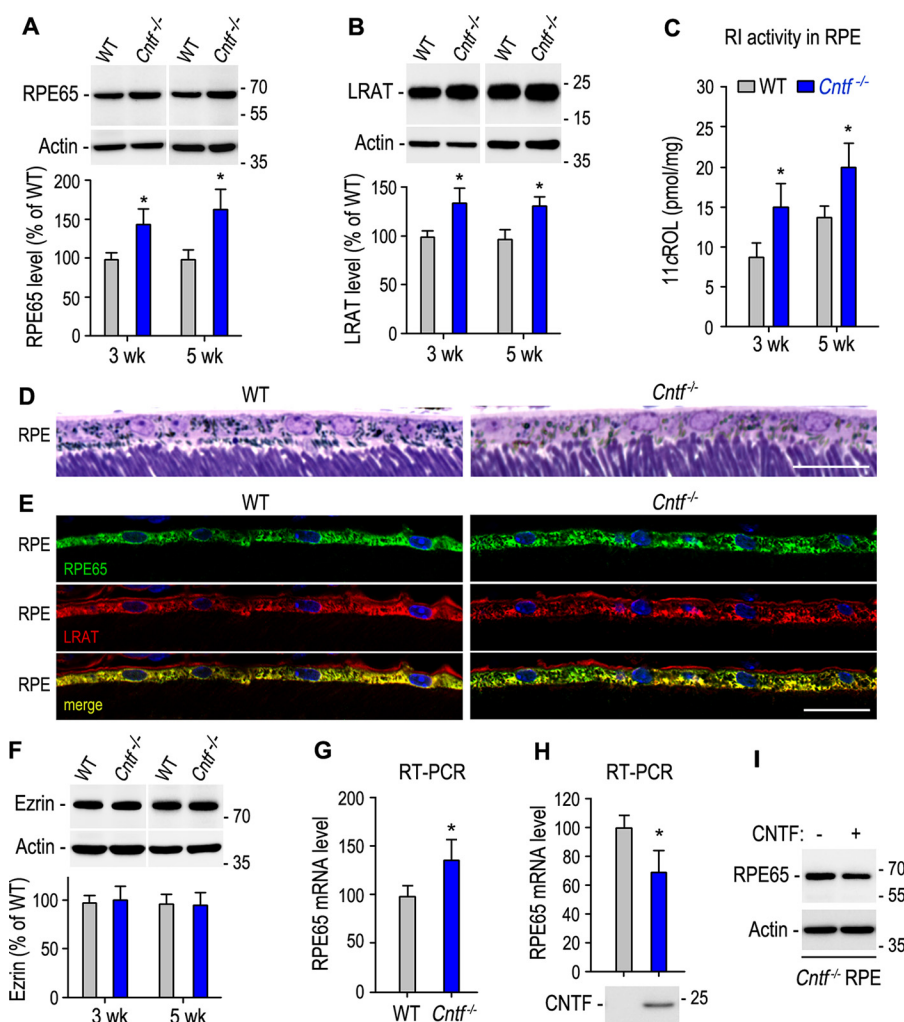 A
WT
Cntf-/-
WT
Cntf-/-
RPE65 -
- 70
- 55
Actin -
- 35
RPE65 level (% of WT)
200
150
100
50
0
*
*
3 wk
5 wk
B
WT
Cntf-/-
WT
Cntf-/-
LRAT -
- 25
- 15
Actin -
- 35
LRAT level (% of WT)
150
100
50
0
*
*
3 wk
5 wk
C
RI activity in RPE
WT
Cntf-/-
11cROL (pmol/mg)
30
25
20
15
10
5
0
*
*
3 wk
5 wk
D
WT
Cntf-/-
RPE
E
WT
Cntf-/-
RPE
RPE65
RPE
LRAT
RPE
merge
F
WT
Cntf-/-
WT
Cntf-/-
Ezrin -
- 70
Actin -
- 35
Ezrin (% of WT)
100
50
0
3 wk
5 wk
G
RT-PCR
RPE65 mRNA level
200
150
100
50
0
*
WT
Cntf-/-
H
RT-PCR
RPE65 mRNA level
120
100
80
60
40
20
0
*
CNTF
- 25
I
CNTF: - +
RPE65 -
- 70
- 55
Actin -
- 35
Cntf-/- RPE